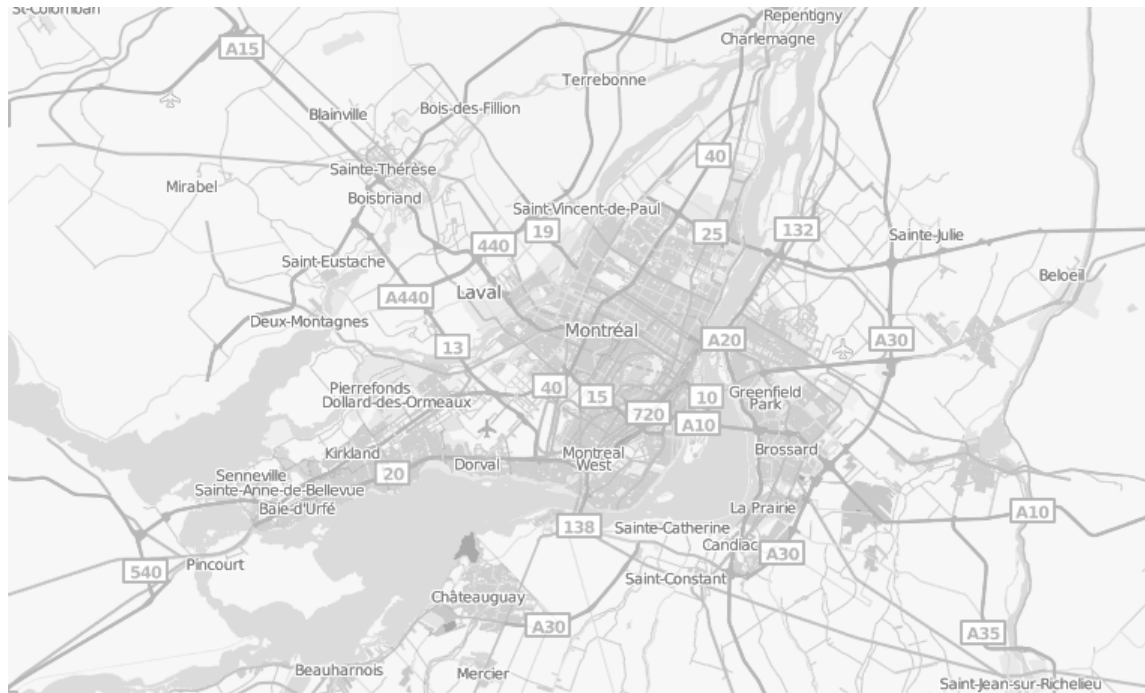 St-Colomban
Repentigny
Charlemagne
A15
Terrebonne
Bois-des-Fillion
Blainville
40
Sainte-Thérèse
Mirabel
Boisbriand
Saint-Vincent-de-Paul
19
25
132
Sainte-Julie
440
Saint-Eustache
Beloeil
Laval
A440
Deux-Montagnes
Montréal
A20
A30
13
Pierrefonds
Dollard-des-Ormeaux
40
15
10
Greenfield
Park
720
A10
Kirkland
Dorval
Montreal
West
Brossard
Senneville
20
Sainte-Anne-de-Bellevue
Baie-d'Urfé
La Prairie
A10
138
Sainte-Catherine
Candiac
A30
Pincourt
540
Saint-Constant
Châteauguay
A30
A35
Beauharnois
Mercier
Saint-Jean-sur-Richelieu